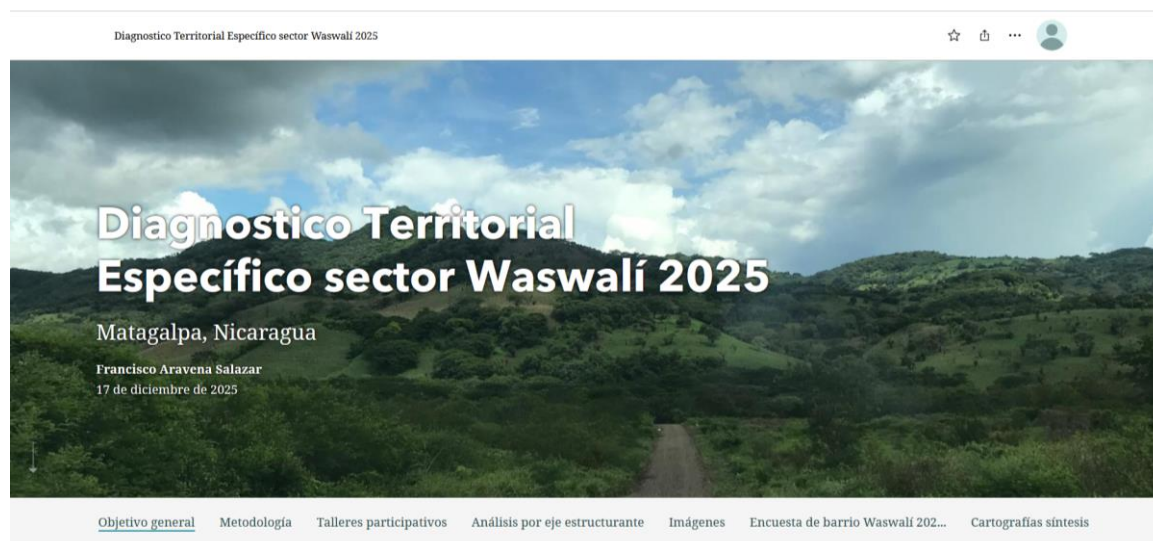 Diagnostico Territorial Específico sector Waswalí 2025
Diagnostico Territorial
Específico sector Waswalí 2025
Matagalpa, Nicaragua
Francisco Aravena Salazar
17 de diciembre de 2025
Objetivo general Metodología Talleres participativos Análisis por eje estructurante Imágenes Encuesta de barrio Waswalí 202... Cartografías síntesis